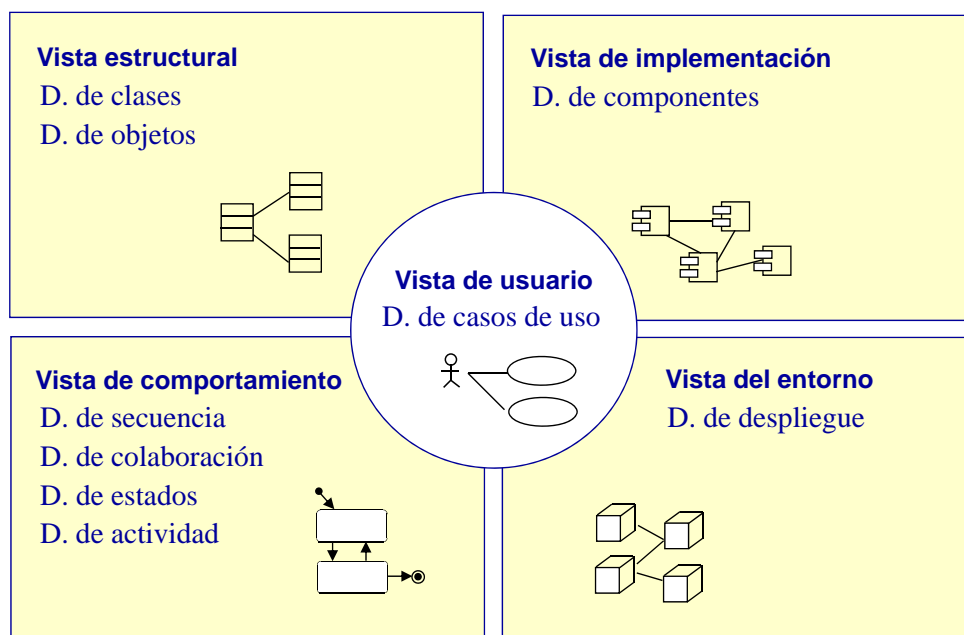 Vista estructural
D. de clases
D. de objetos
Vista de implementación
D. de componentes
Vista de usuario
D. de casos de uso
Vista de comportamiento
D. de secuencia
D. de colaboración
D. de estados
D. de actividad
Vista del entorno
D. de despliegue